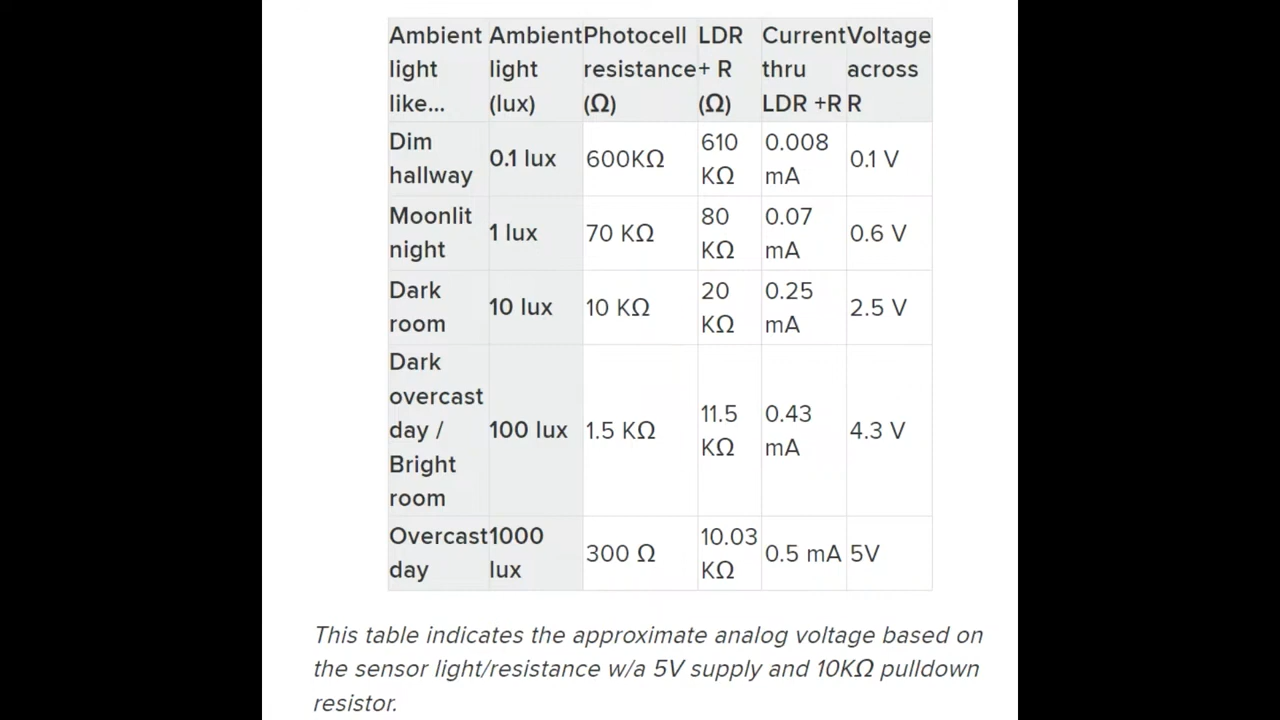 Ambient light like... Ambient light (lux) Photocell resistance (Ω) LDR + R (Ω) Current thru LDR +R Voltage across R
Dim hallway 0.1 lux 600KΩ 610 KΩ 0.008 mA 0.1 V
Moonlit night 1 lux 70 KΩ 80 KΩ 0.07 mA 0.6 V
Dark room 10 lux 10 KΩ 20 KΩ 0.25 mA 2.5 V
Dark overcast day / Bright room 100 lux 1.5 KΩ 11.5 KΩ 0.43 mA 4.3 V
Overcast day 1000 lux 300 Ω 10.03 KΩ 0.5 mA 5V
This table indicates the approximate analog voltage based on
the sensor light/resistance w/a 5V supply and 10KΩ pulldown
resistor.